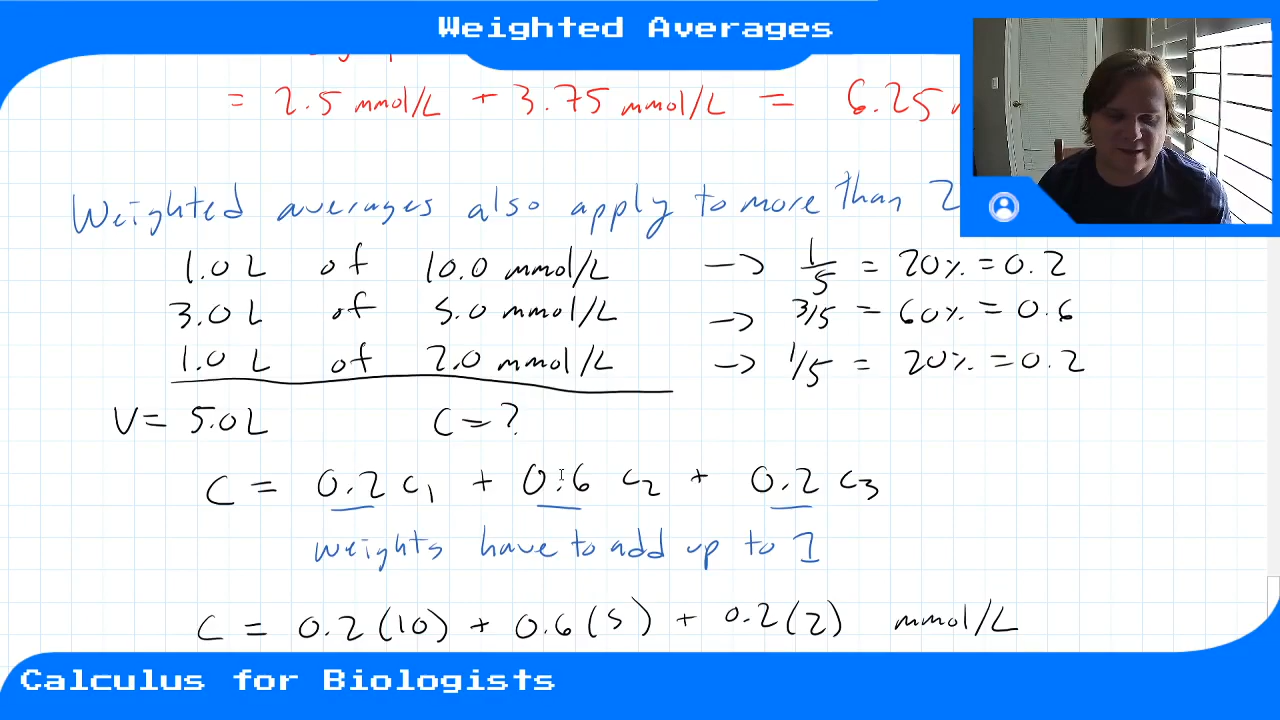 Weighted Averages
= 2.5 mmol/L + 3.75 mmol/L = 6.25
Weighted averages also apply to more than 2
1.0 L of 10.0 mmol/L -> 1/5 = 20% = 0.2
3.0 L of 5.0 mmol/L -> 3/5 = 60% = 0.6
1.0 L of 2.0 mmol/L -> 1/5 = 20% = 0.2
V = 5.0 L C = ?
C = 0.2 c₁ + 0.6 c₂ + 0.2 c₃
weights have to add up to 1
C = 0.2 (10) + 0.6 (5) + 0.2 (2) mmol/L
Calculus for Biologists